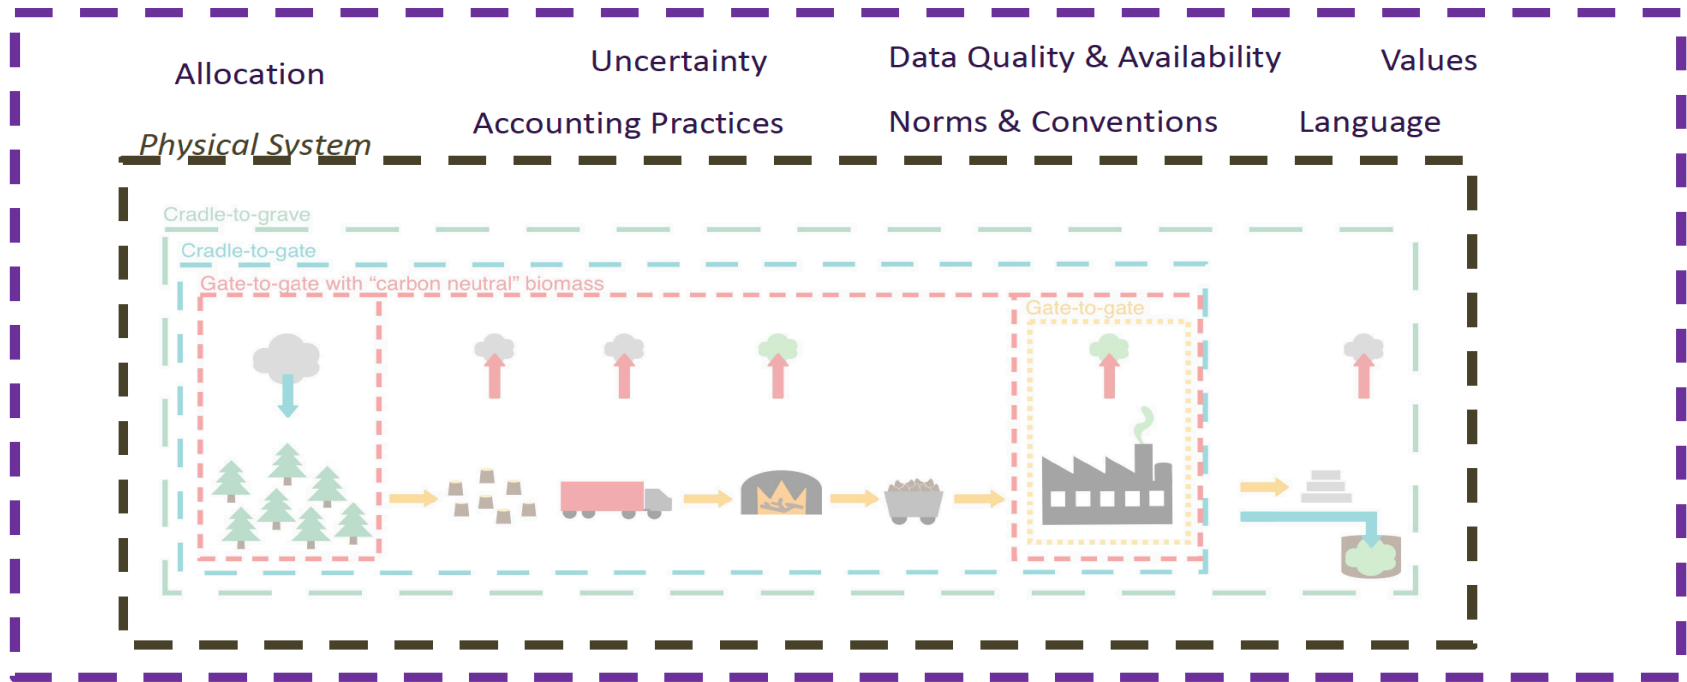 Allocation
Uncertainty
Data Quality & Availability
Values
Accounting Practices
Norms & Conventions
Language
Physical System
Cradle-to-grave
Cradle-to-gate
Gate-to-gate with “carbon neutral” biomass
Gate-to-gate